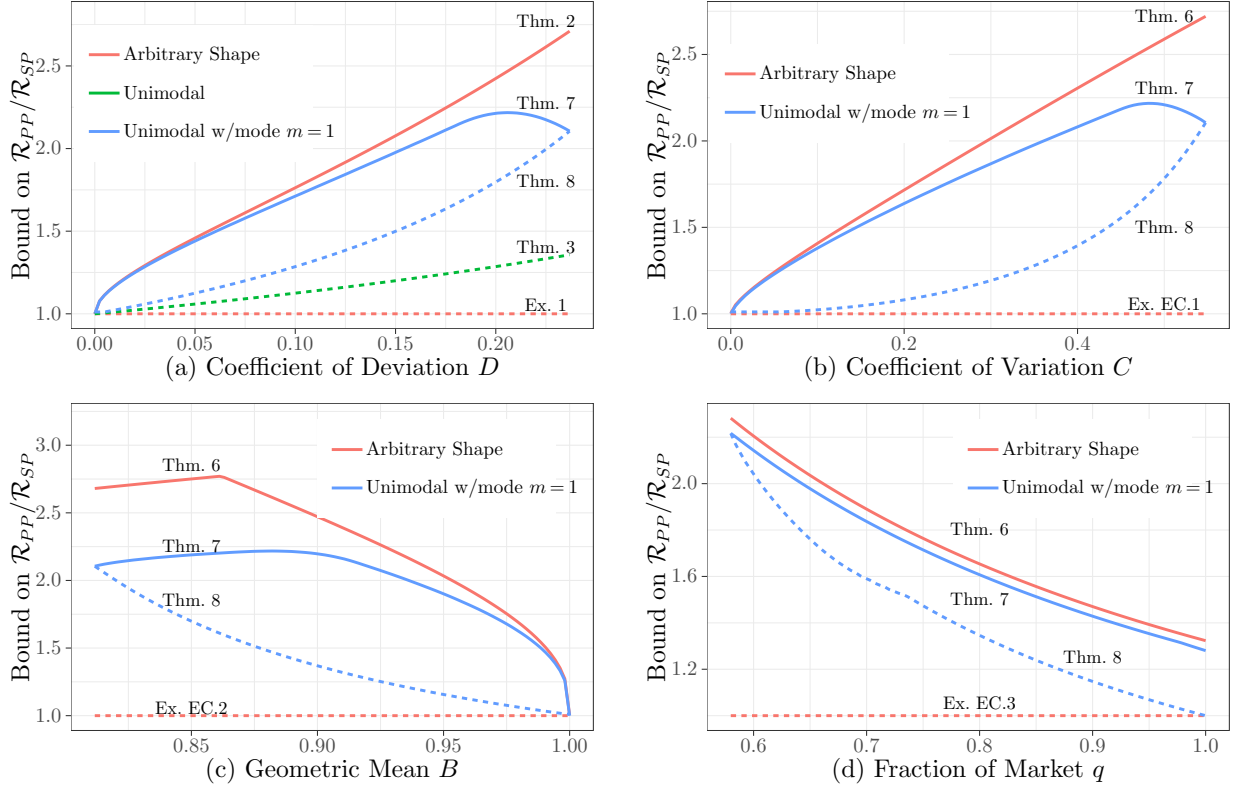 Thm. 2
2.5
2.0
1.5
1.0
Bound on R_PP/R_SP
Arbitrary Shape
Unimodal
Unimodal w/mode m = 1
Thm. 7
Thm. 8
Thm. 3
Ex. 1
0.00 0.05 0.10 0.15 0.20
(a) Coefficient of Deviation D
Thm. 6
2.5
2.0
1.5
1.0
Bound on R_PP/R_SP
Arbitrary Shape
Unimodal w/mode m = 1
Thm. 7
Thm. 8
Ex. EC.1
0.0 0.2 0.4
(b) Coefficient of Variation C
3.0
2.5
2.0
1.5
1.0
Bound on R_PP/R_SP
Arbitrary Shape
Unimodal w/mode m = 1
Thm. 6
Thm. 7
Thm. 8
Ex. EC.2
0.85 0.90 0.95 1.00
(c) Geometric Mean B
2.0
1.6
1.2
Bound on R_PP/R_SP
Arbitrary Shape
Unimodal w/mode m = 1
Thm. 6
Thm. 7
Thm. 8
Ex. EC.3
0.6 0.7 0.8 0.9 1.0
(d) Fraction of Market q